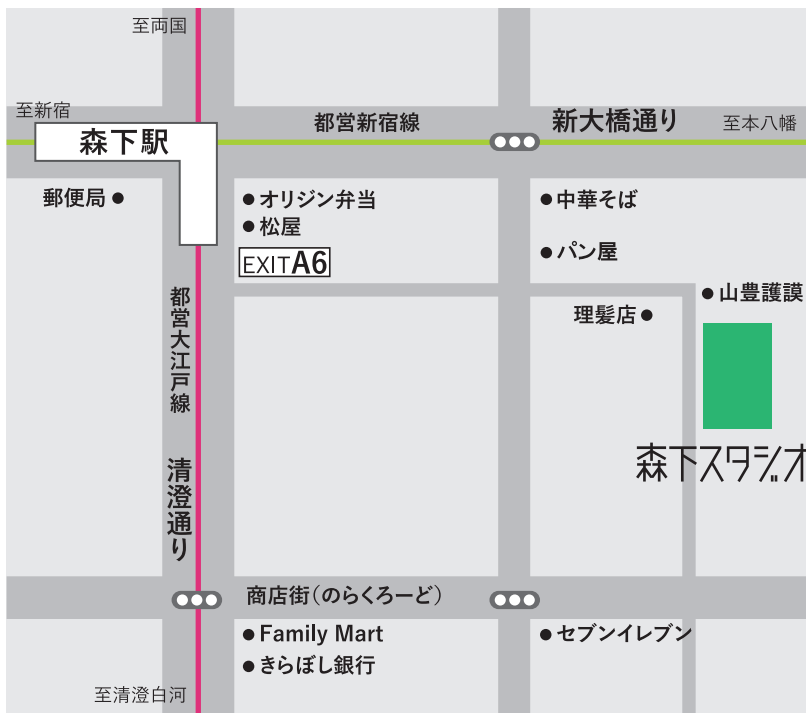 至両国
至新宿
都営新宿線
新大橋通り
至本八幡
森下駅
郵便局
オリジン弁当
松屋
EXIT A6
中華そば
パン屋
山豊護謨
理髪店
都営大江戸線
森下スタジオ
清澄通り
商店街(のらくろーど)
Family Mart
きらぼし銀行
セブンイレブン
至清澄白河